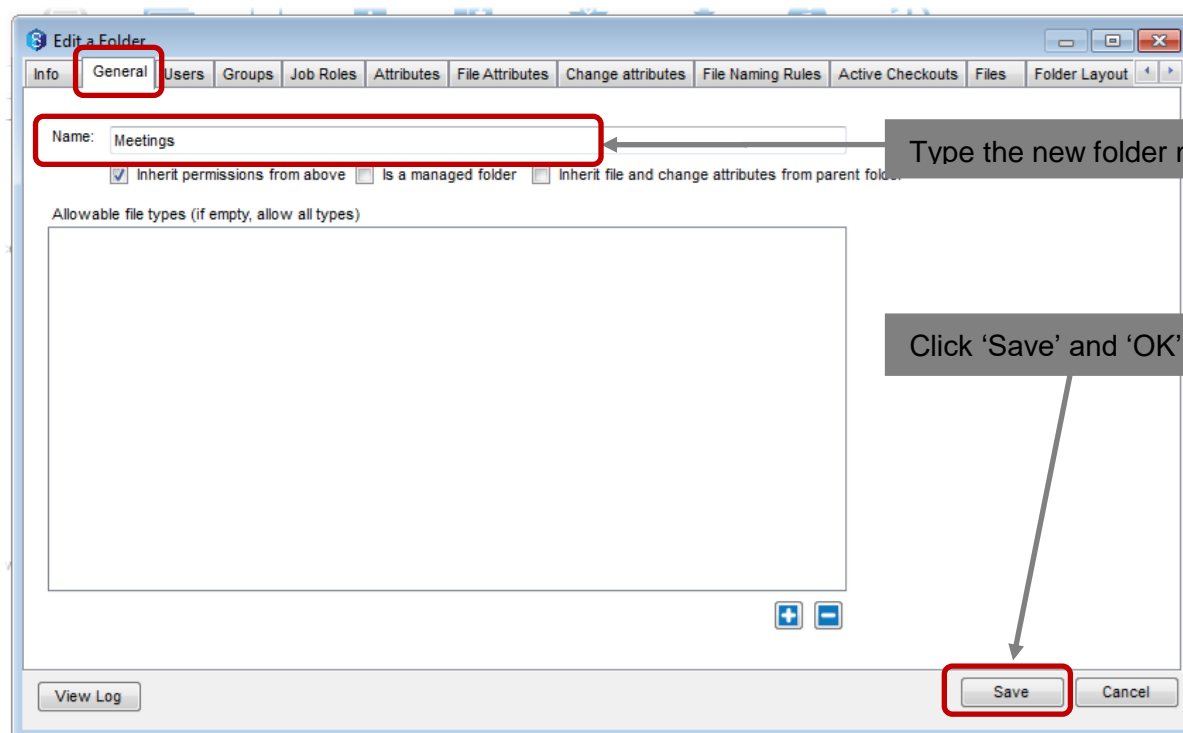 Edit a Folder
Info General Users Groups Job Roles Attributes File Attributes Change attributes File Naming Rules Active Checkouts Files Folder Layout
Name: Meetings
Type the new folder
Inherit permissions from above Is a managed folder Inherit file and change attributes from parent folder
Allowable file types (if empty, allow all types)
Click ‘Save’ and ‘OK’
View Log Save Cancel